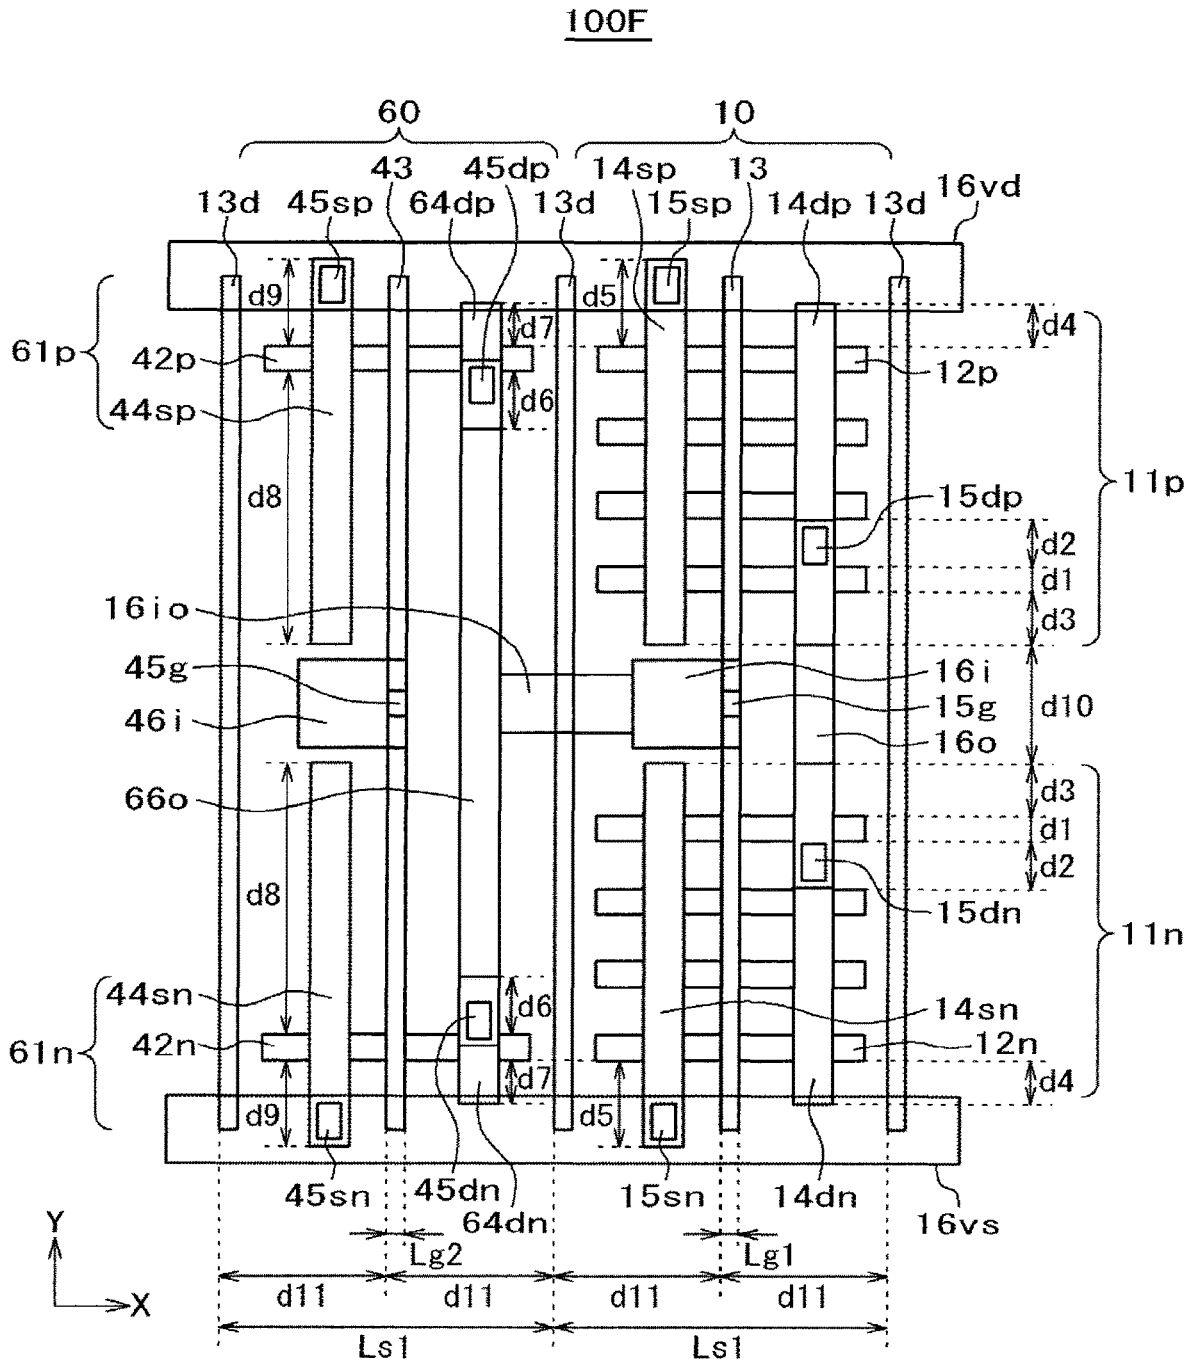 100F
60 10
43 45dp 14sp 13
13d 45sp 64dp 13d 15sp 14dp 13d 16vd
d9 d5 d7 d4
61p 42p 12p
44sp d6
d8 11p
15dp
d2
d1
16io d3
45g 16i
46i 15g d10
16o
66o d3
d1
d8 d2
15dn
11n
44sn d6 14sn
61n 42n 12n
d7 d4
d9 d5
45sn 45dn 15sn 14dn
64dn 16vs
Y
Lg2 Lg1
X d11 d11 d11 d11
Ls1 Ls1